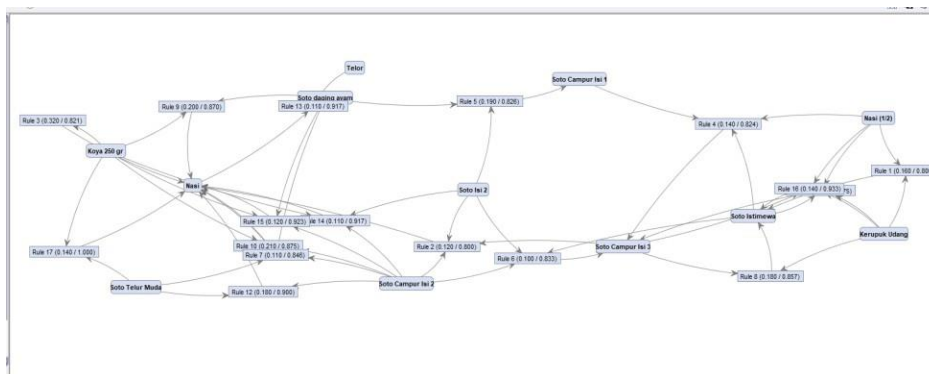 Telor
Soto Campur Isi 1
Soto daging ayam
Rule 5 (0.190 / 0.826)
Rule 9 (0.200 / 0.870)
Rule 13 (0.110 / 0.917)
Rule 3 (0.320 / 0.821)
Rule 4 (0.140 / 0.824)
Nasi (1/2)
Koya 250 gr
Rule 1 (0.160 / 0.80
Nasi
Soto Isi 2
Rule 16 (0.140 / 0.933)
Rule 15 (0.120 / 0.923)
14 (0.110 / 0.917)
Soto Istimewa
Kerupuk Udang
Rule 10 (0.210 / 0.875)
Rule 2 (0.120 / 0.800)
Soto Campur Isi 3
Rule 17 (0.140 / 1.000)
Rule 7 (0.110 / 0.846)
Rule 6 (0.100 / 0.833)
Rule 8 (0.180 / 0.857)
Soto Telur Muda
Soto Campur Isi 2
Rule 12 (0.180 / 0.900)